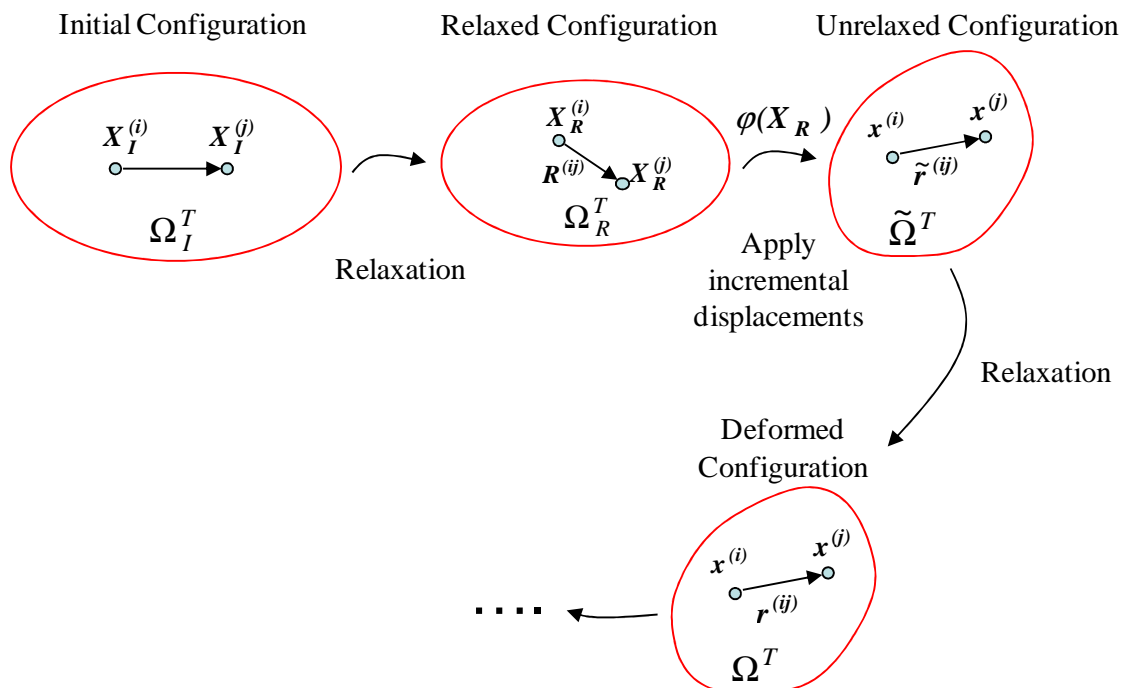 Initial Configuration
Relaxed Configuration
Unrelaxed Configuration
X_I^(i)
X_I^(j)
Ω_I^T
Relaxation
X_R^(i)
R^(ij)
X_R^(j)
Ω_R^T
φ(X_R)
Apply
incremental
displacements
x^(i)
x^(j)
r̃^(ij)
Ω̃^T
Relaxation
Deformed
Configuration
x^(i)
x^(j)
r^(ij)
Ω^T
....